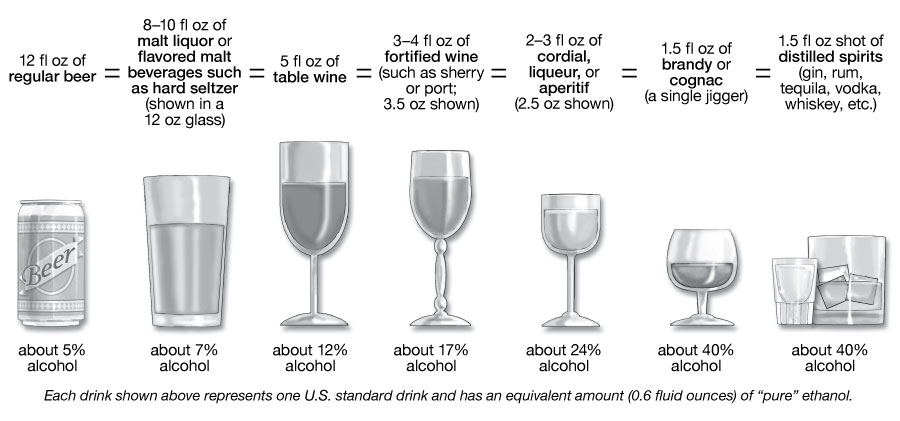 12 fl oz of
regular beer
=
8–10 fl oz of
malt liquor or
flavored malt
beverages such
as hard seltzer
(shown in a
12 oz glass)
=
5 fl oz of
table wine
=
3–4 fl oz of
fortified wine
(such as sherry
or port;
3.5 oz shown)
=
2–3 fl oz of
cordial,
liqueur, or
aperitif
(2.5 oz shown)
=
1.5 fl oz of
brandy or
cognac
(a single jigger)
=
1.5 fl oz shot of
distilled spirits
(gin, rum,
tequila, vodka,
whiskey, etc.)
Beer
about 5%
alcohol
about 7%
alcohol
about 12%
alcohol
about 17%
alcohol
about 24%
alcohol
about 40%
alcohol
about 40%
alcohol
Each drink shown above represents one U.S. standard drink and has an equivalent amount (0.6 fluid ounces) of “pure” ethanol.